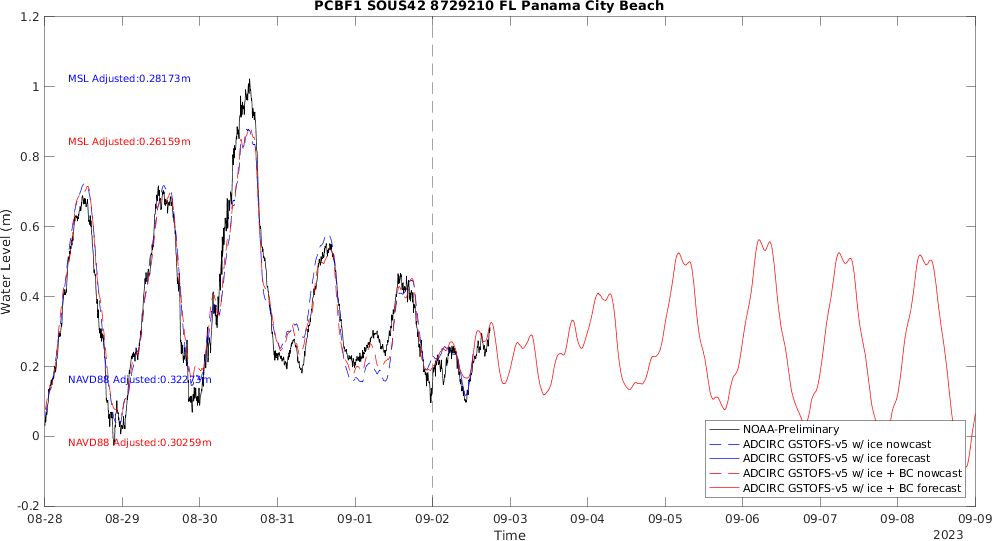 PCBF1 SOUS42 8729210 FL Panama City Beach
1.2
1
0.8
0.6
0.4
0.2
0
-0.2
Water Level (m)
MSL Adjusted:0.28173m
MSL Adjusted:0.26159m
NAVD88 Adjusted:0.32273m
NAVD88 Adjusted:0.30259m
NOAA-Preliminary
ADCIRC GSTOFS-v5 w/ ice nowcast
ADCIRC GSTOFS-v5 w/ ice forecast
ADCIRC GSTOFS-v5 w/ ice + BC nowcast
ADCIRC GSTOFS-v5 w/ ice + BC forecast
08-28 08-29 08-30 08-31 09-01 09-02 09-03 09-04 09-05 09-06 09-07 09-08 09-09
Time
2023